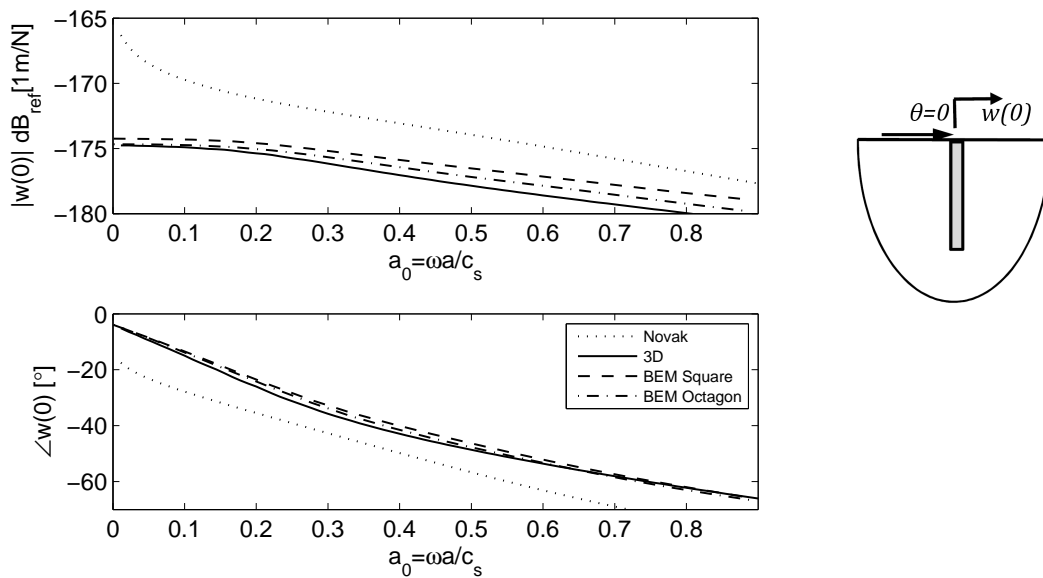 |w(0)| dB_ref[1m/N]
−165
−170
−175
−180
0 0.1 0.2 0.3 0.4 0.5 0.6 0.7 0.8
a_0=ωa/c_s
θ=0
w(0)
∠w(0) [°]
0
−20
−40
−60
Novak
3D
BEM Square
BEM Octagon
0 0.1 0.2 0.3 0.4 0.5 0.6 0.7 0.8
a_0=ωa/c_s